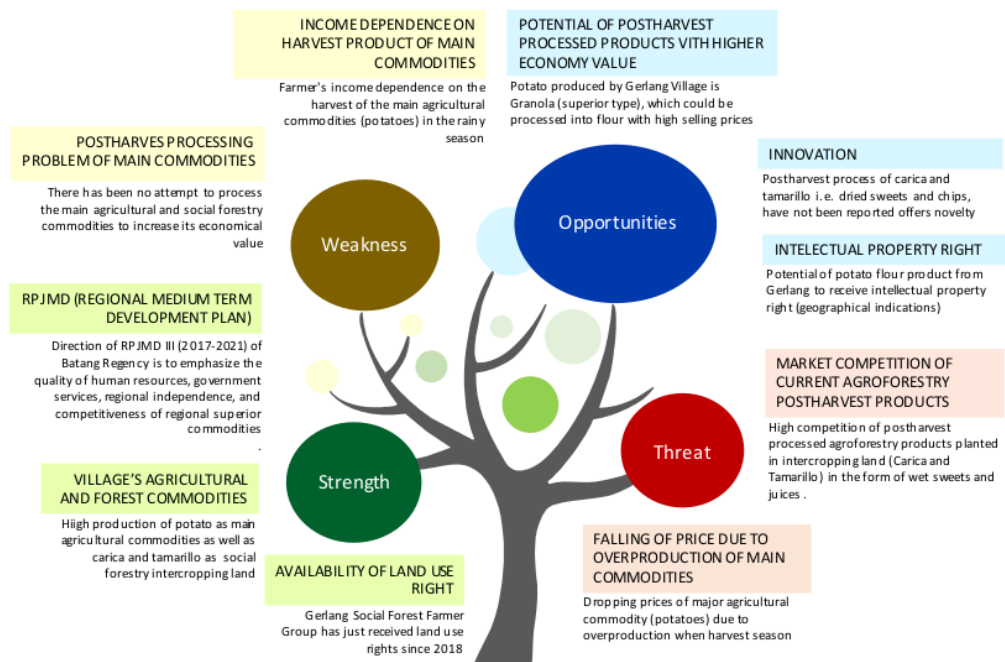 INCOME DEPENDENCE ON
HARVEST PRODUCT OF MAIN
COMMODITIES
Farmer's income dependence on the
harvest of the main agricultural
commodities (potatoes) in the rainy
season
POTENTIAL OF POSTHARVEST
PROCESSED PRODUCTS VITH HIGHER
ECONOMY VALUE
Potato produced by Gerlang Village is
Granola (superior type), which could be
processed into flour with high selling prices
POSTHARVES PROCESSING
PROBLEM OF MAIN COMMODITIES
There has been no attempt to process
the main agricultural and social forestry
commodities to increase its economical
value
INNOVATION
Postharvest process of carica and
tamarillo i.e. dried sweets and chips,
have not been reported offers novelty
Weakness
Opportunities
INTELECTUAL PROPERTY RIGHT
Potential of potato flour product from
Gerlang to receive intellectual property
right (geographical indications)
RPJMD (REGIONAL MEDIUM TERM
DEVELOPMENT PLAN)
Direction of RPJMD III (2017-2021) of
Batang Regency is to emphasize the
quality of human resources, government
services, regional independence, and
competitiveness of regional superior
commodities
.
MARKET COMPETITION OF
CURRENT AGROFORESTRY
POSTHARVEST PRODUCTS
High competition of postharvest
processed agroforestry products planted
in intercropping land (Carica and
Tamarillo) in the form of wet sweets and
juices .
Strength
Threat
VILLAGE'S AGRICULTURAL
AND FOREST COMMODITIES
Hiigh production of potato as main
agricultural commodities as well as
carica and tamarillo as social
forestry intercropping land
AVAILABILITY OF LAND USE
RIGHT
Gerlang Social Forest Farmer
Group has just received land use
rights since 2018
FALLING OF PRICE DUE TO
OVERPRODUCTION OF MAIN
COMMODITIES
Dropping prices of major agricultural
commodity (potatoes) due to
overproduction when harvest season